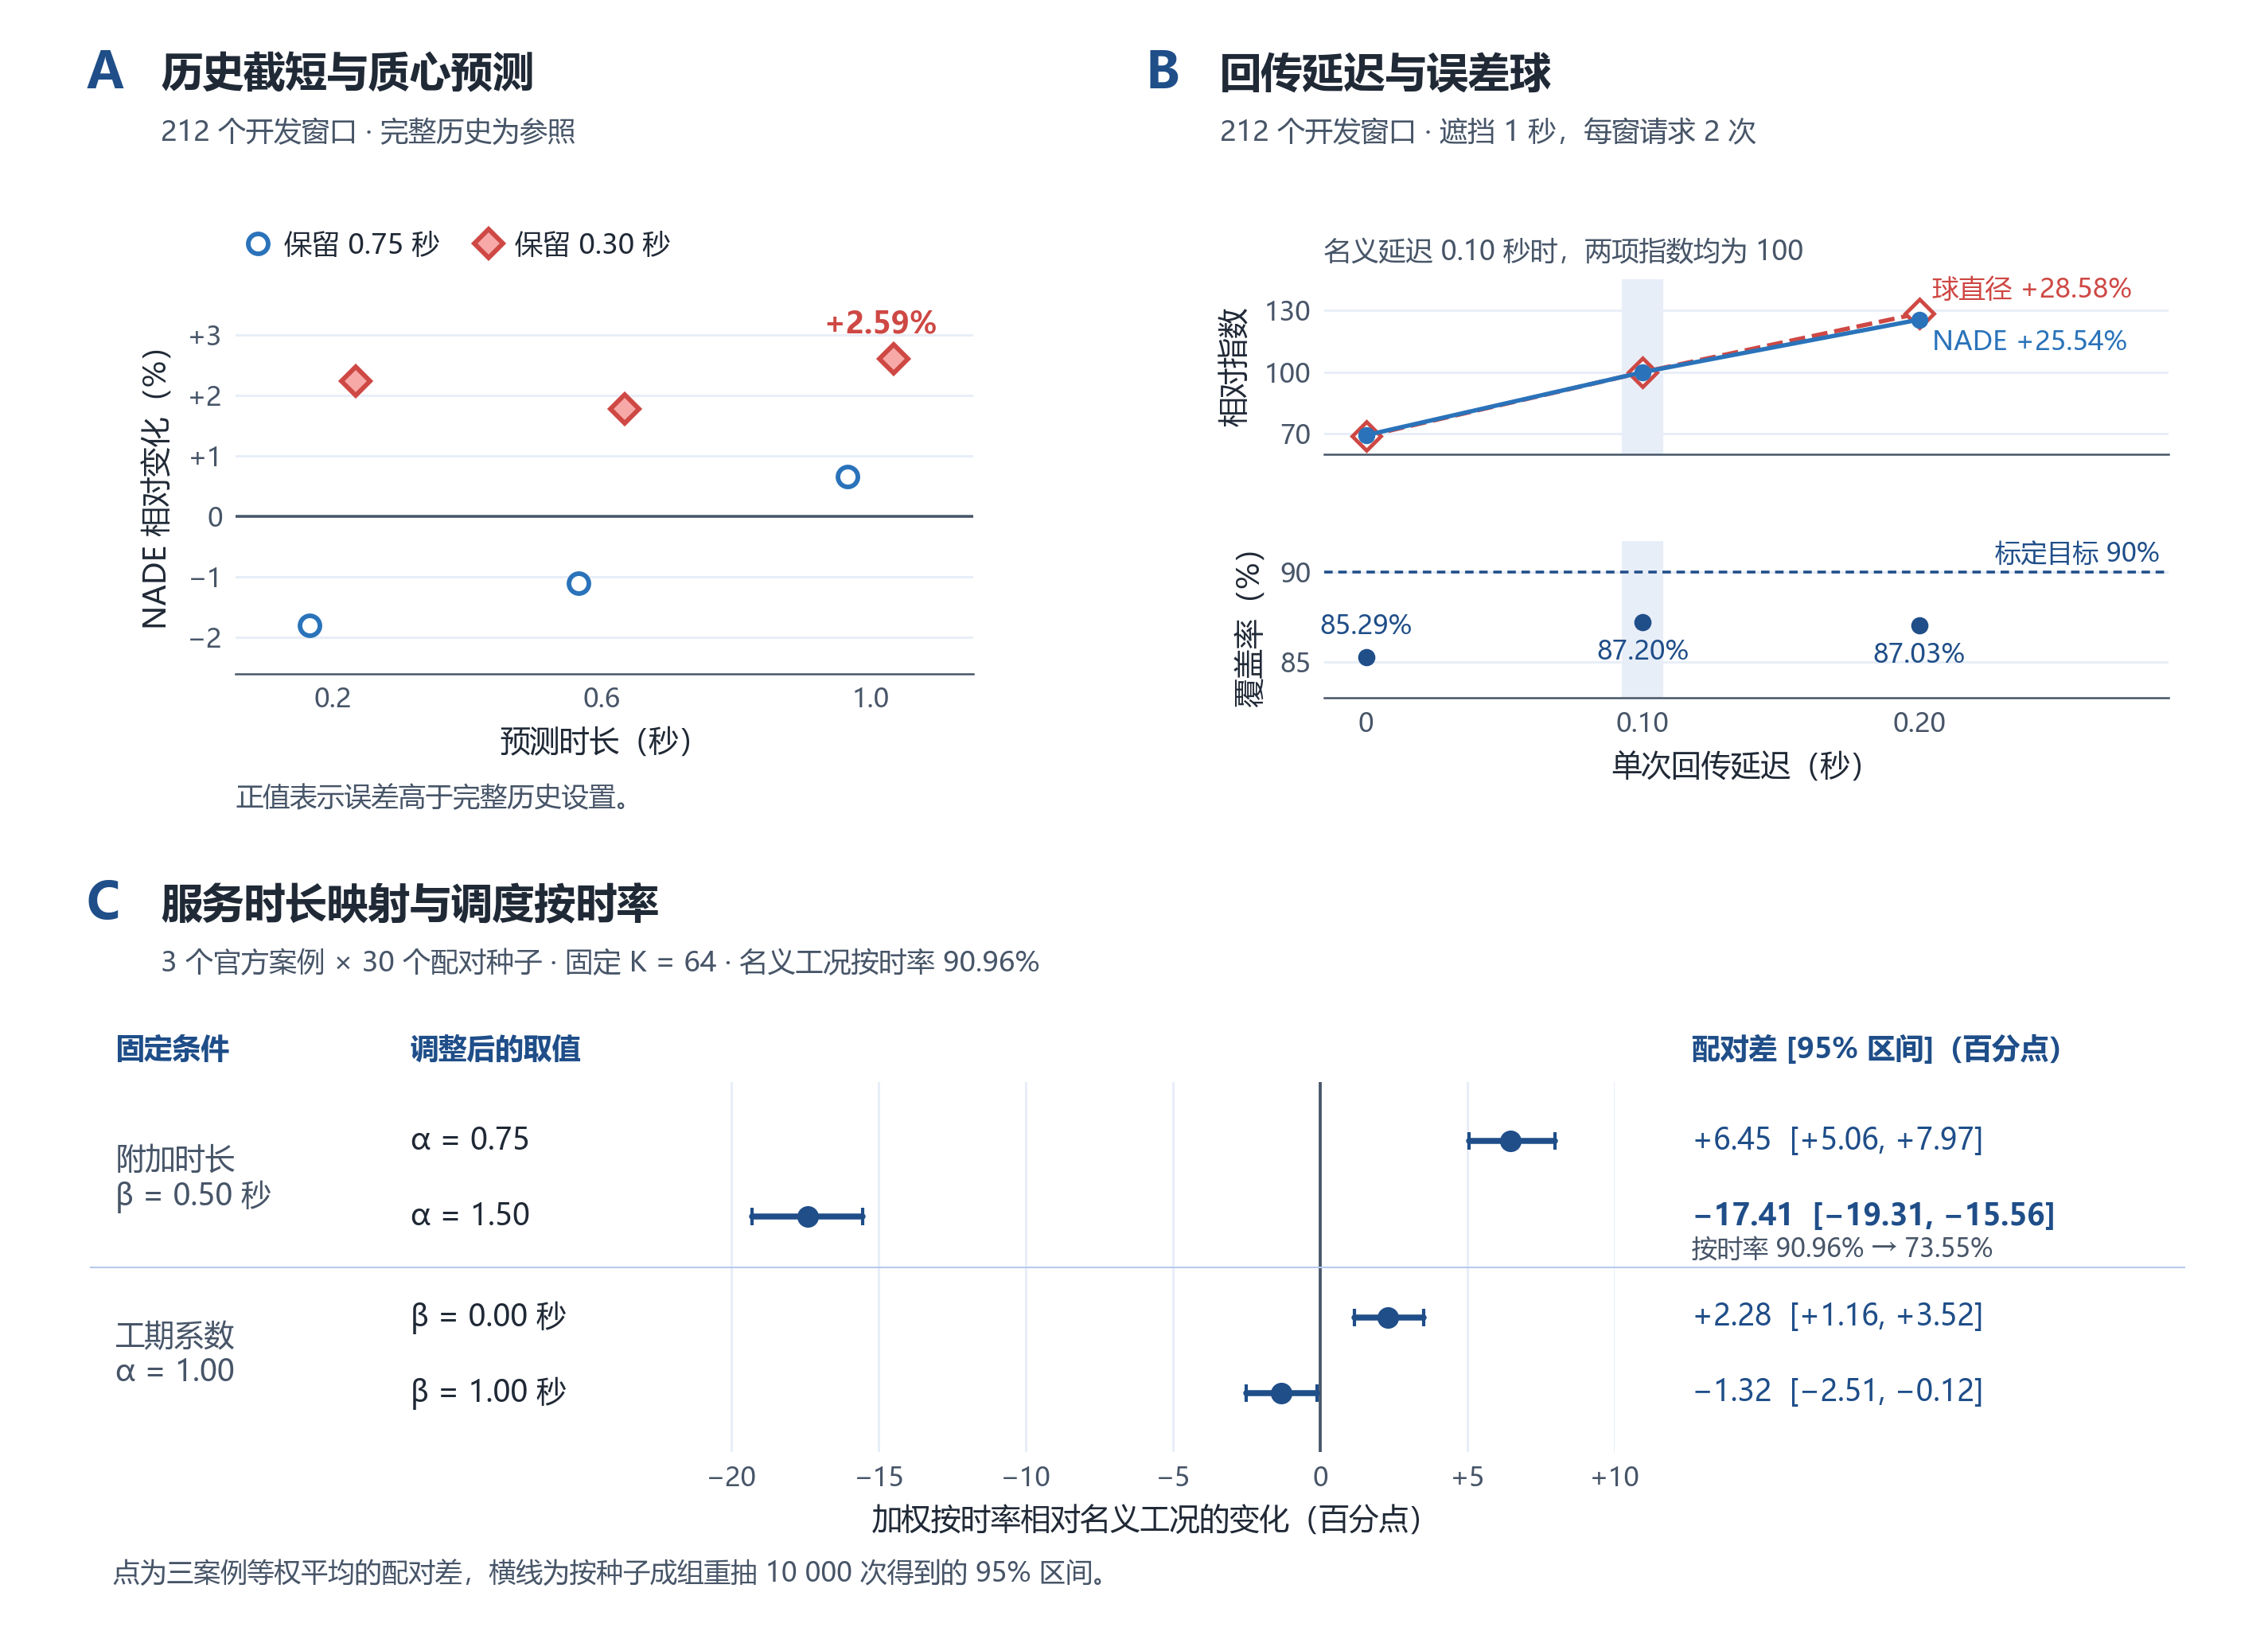 A 历史截短与质心预测
212 个开发窗口 · 完整历史为参照
保留 0.75 秒 保留 0.30 秒
+2.59%
+3
+2
+1
0
−1
−2
NADE 相对变化（%）
0.2 0.6 1.0
预测时长（秒）
正值表示误差高于完整历史设置。
B 回传延迟与误差球
212 个开发窗口 · 遮挡 1 秒，每窗请求 2 次
名义延迟 0.10 秒时，两项指数均为 100
球直径 +28.58%
NADE +25.54%
130
100
70
相对指数
标定目标 90%
90
85
85.29%
87.20%
87.03%
覆盖率（%）
0 0.10 0.20
单次回传延迟（秒）
C 服务时长映射与调度按时率
3 个官方案例 × 30 个配对种子 · 固定 K = 64 · 名义工况按时率 90.96%
固定条件 调整后的取值 配对差 [95% 区间]（百分点）
附加时长
β = 0.50 秒
α = 0.75 +6.45 [+5.06, +7.97]
α = 1.50 −17.41 [−19.31, −15.56]
按时率 90.96% → 73.55%
工期系数
α = 1.00
β = 0.00 秒 +2.28 [+1.16, +3.52]
β = 1.00 秒 −1.32 [−2.51, −0.12]
−20 −15 −10 −5 0 +5 +10
加权按时率相对名义工况的变化（百分点）
点为三案例等权平均的配对差，横线为按种子成组重抽 10 000 次得到的 95% 区间。